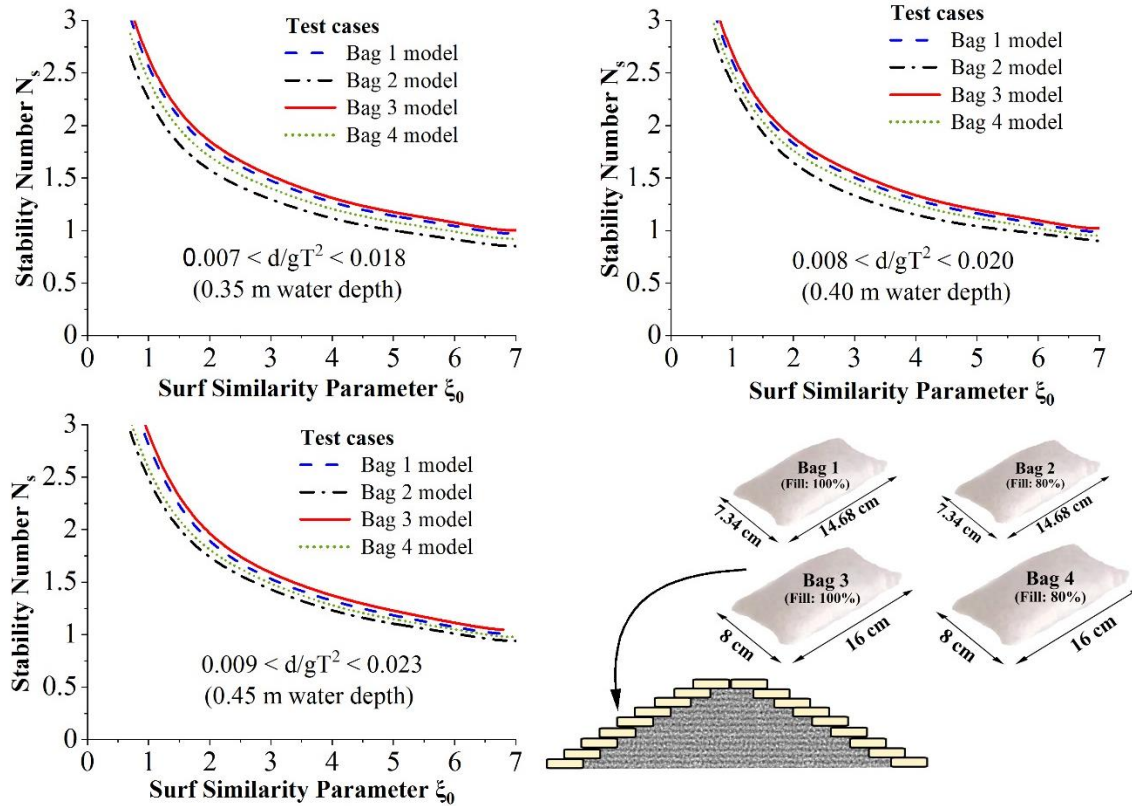 3
2.5
2
1.5
1
0.5
0
Stability Number Nₛ
Test cases
Bag 1 model
Bag 2 model
Bag 3 model
Bag 4 model
0.007 < d/gT² < 0.018
(0.35 m water depth)
0 1 2 3 4 5 6 7
Surf Similarity Parameter ξ₀
3
2.5
2
1.5
1
0.5
0
Stability Number Nₛ
Test cases
Bag 1 model
Bag 2 model
Bag 3 model
Bag 4 model
0.008 < d/gT² < 0.020
(0.40 m water depth)
0 1 2 3 4 5 6 7
Surf Similarity Parameter ξ₀
3
2.5
2
1.5
1
0.5
0
Stability Number Nₛ
Test cases
Bag 1 model
Bag 2 model
Bag 3 model
Bag 4 model
0.009 < d/gT² < 0.023
(0.45 m water depth)
0 1 2 3 4 5 6 7
Surf Similarity Parameter ξ₀
Bag 1
(Fill: 100%)
7.34 cm
14.68 cm
Bag 2
(Fill: 80%)
7.34 cm
14.68 cm
Bag 3
(Fill: 100%)
8 cm
16 cm
Bag 4
(Fill: 80%)
8 cm
16 cm